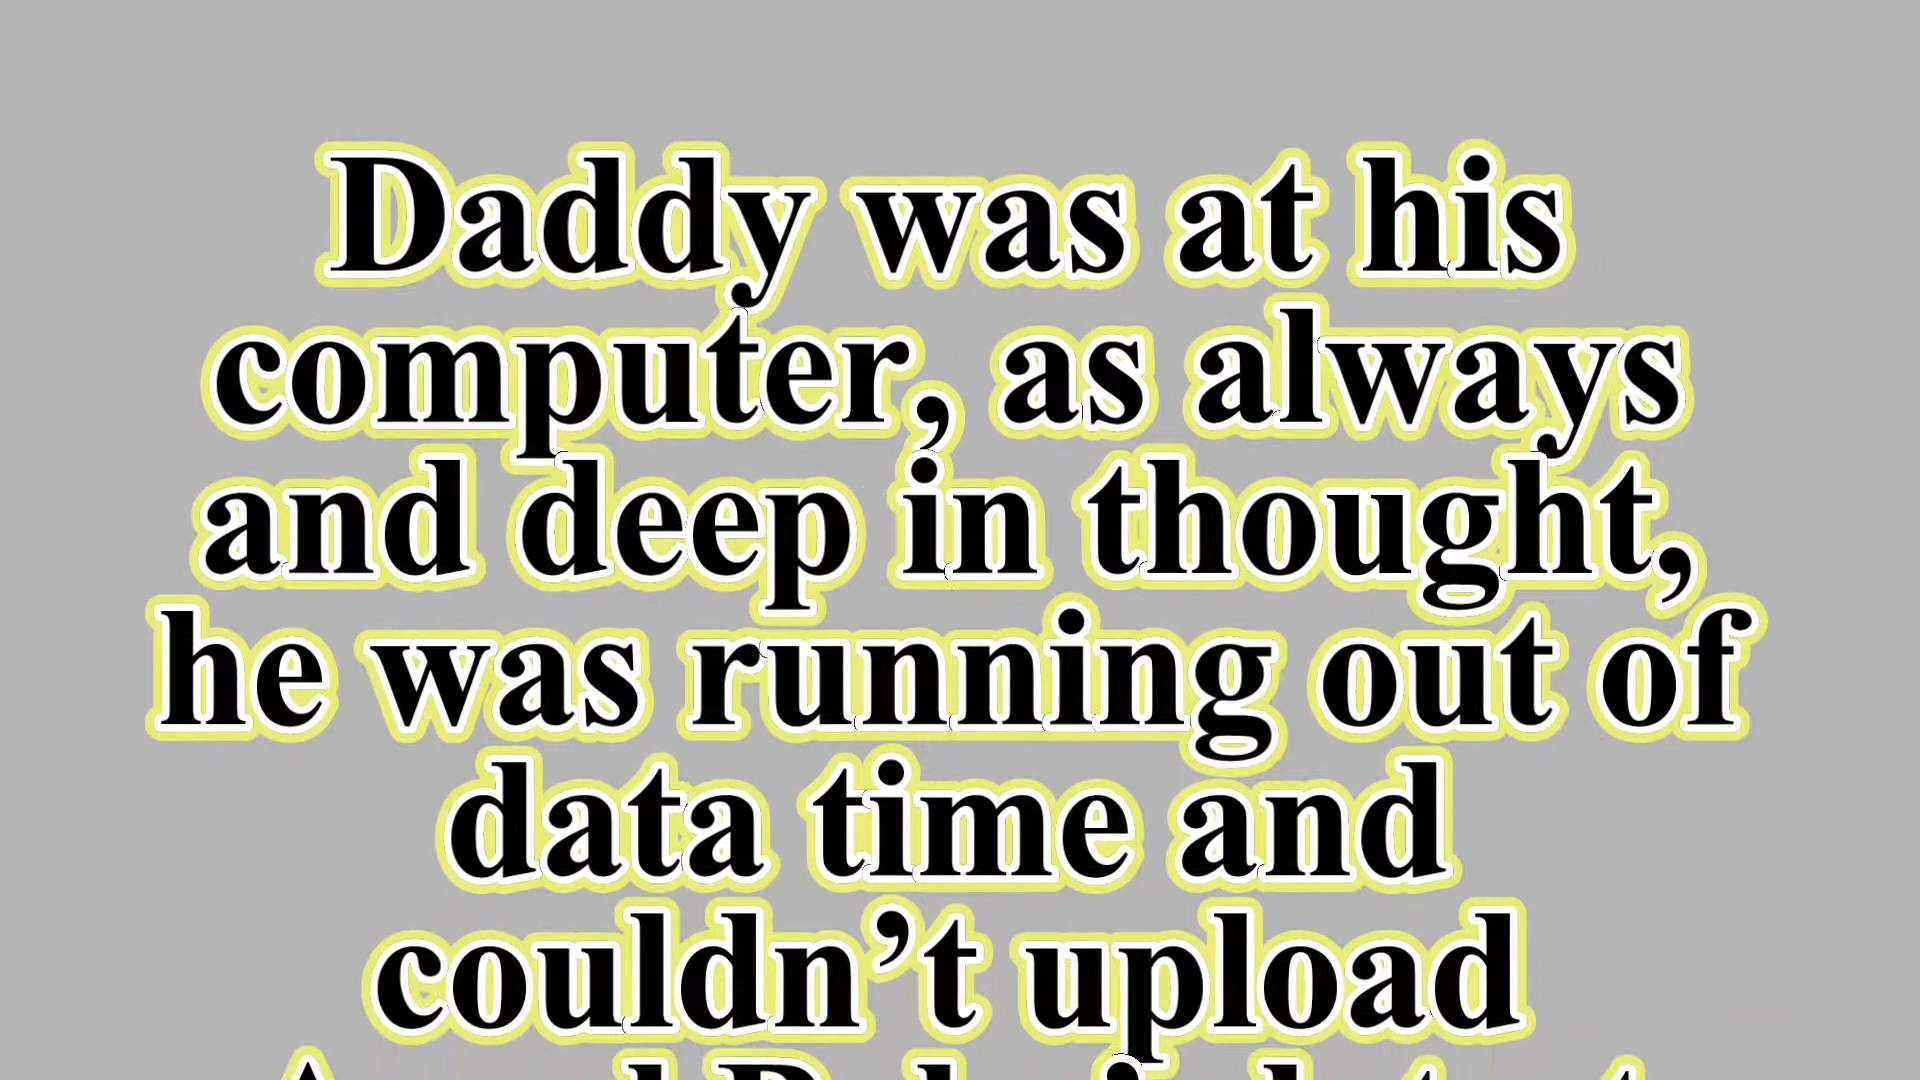 Daddy was at his
computer, as always
and deep in thought,
he was running out of
data time and
couldn’t upload